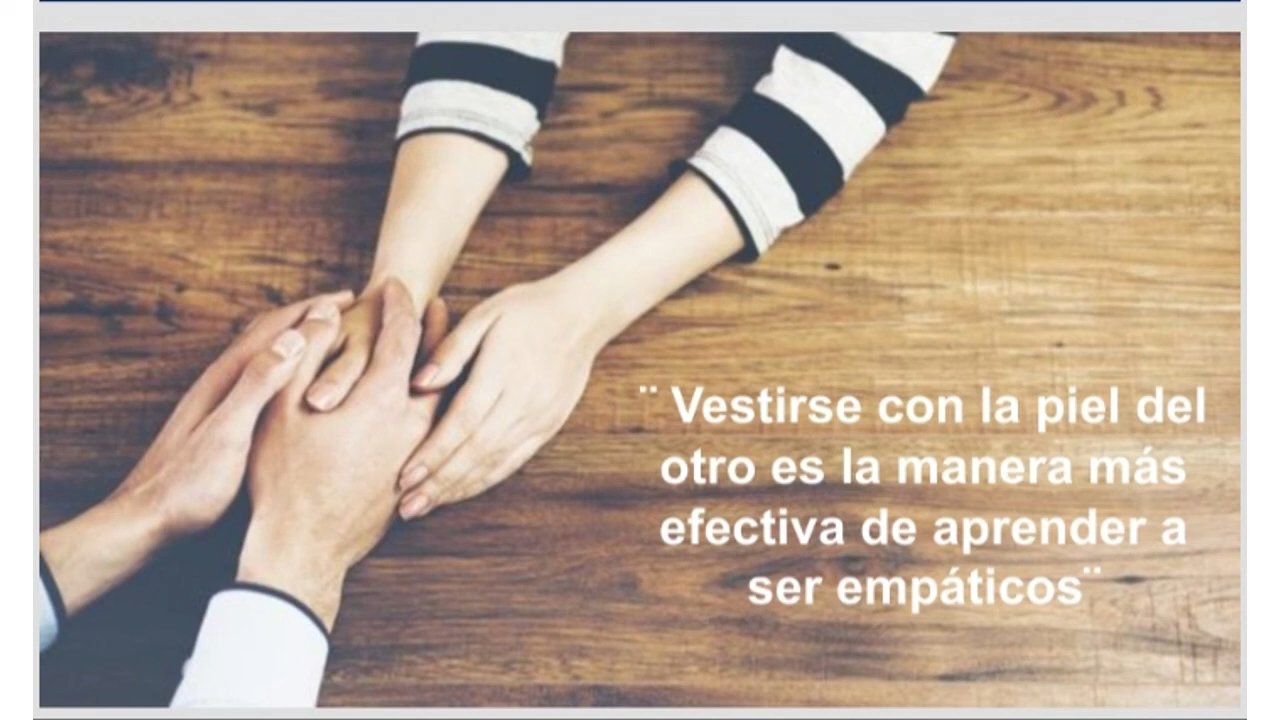 ¨ Vestirse con la piel del
otro es la manera más
efectiva de aprender a
ser empáticos¨